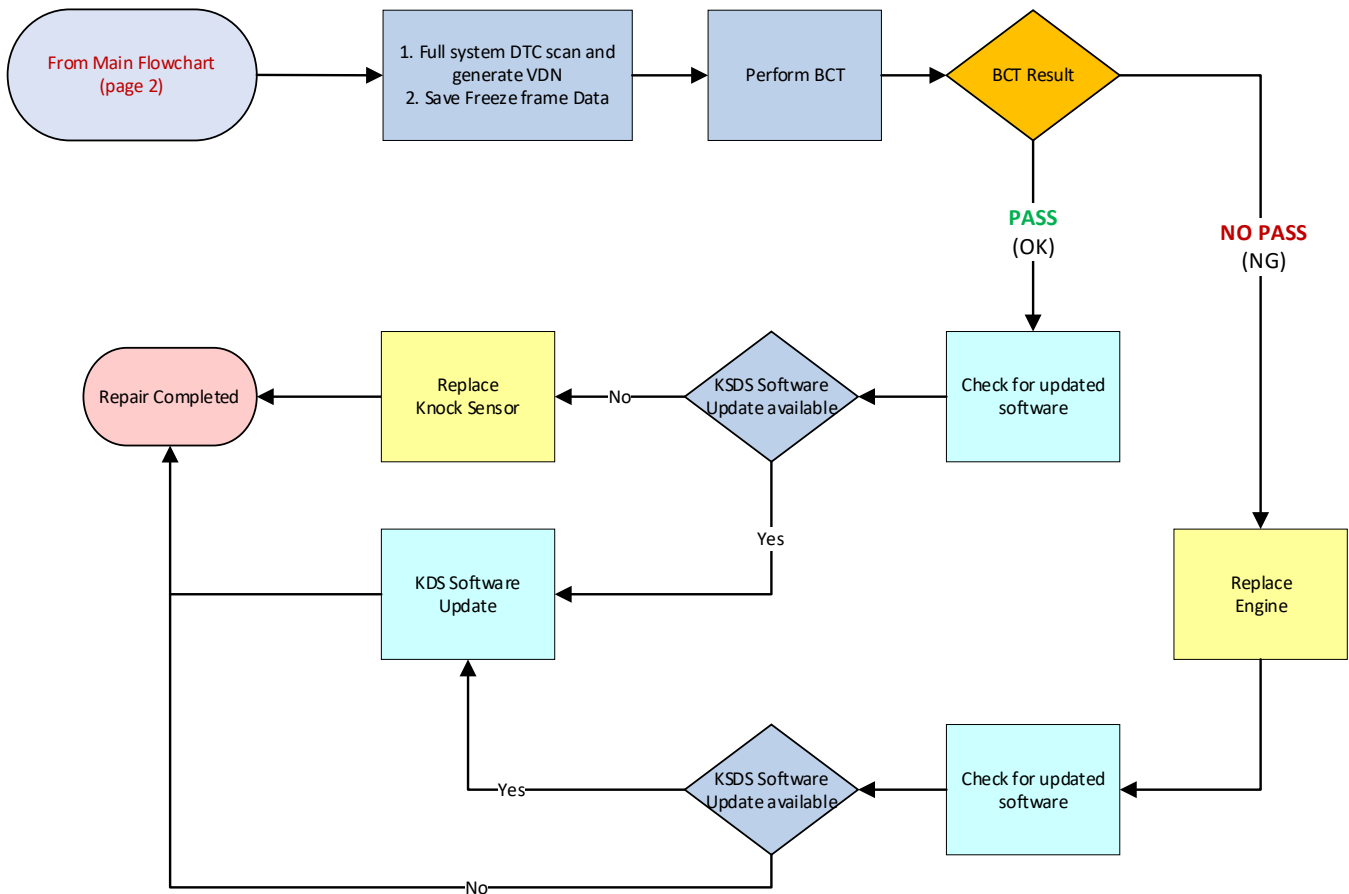 From Main Flowchart
(page 2)
1. Full system DTC scan and
generate VDN
2. Save Freeze frame Data
Perform BCT
BCT Result
PASS
(OK)
NO PASS
(NG)
Repair Completed
Replace
Knock Sensor
No
KSDS Software
Update available
Check for updated
software
Yes
KDS Software
Update
Replace
Engine
Yes
KSDS Software
Update available
Check for updated
software
No